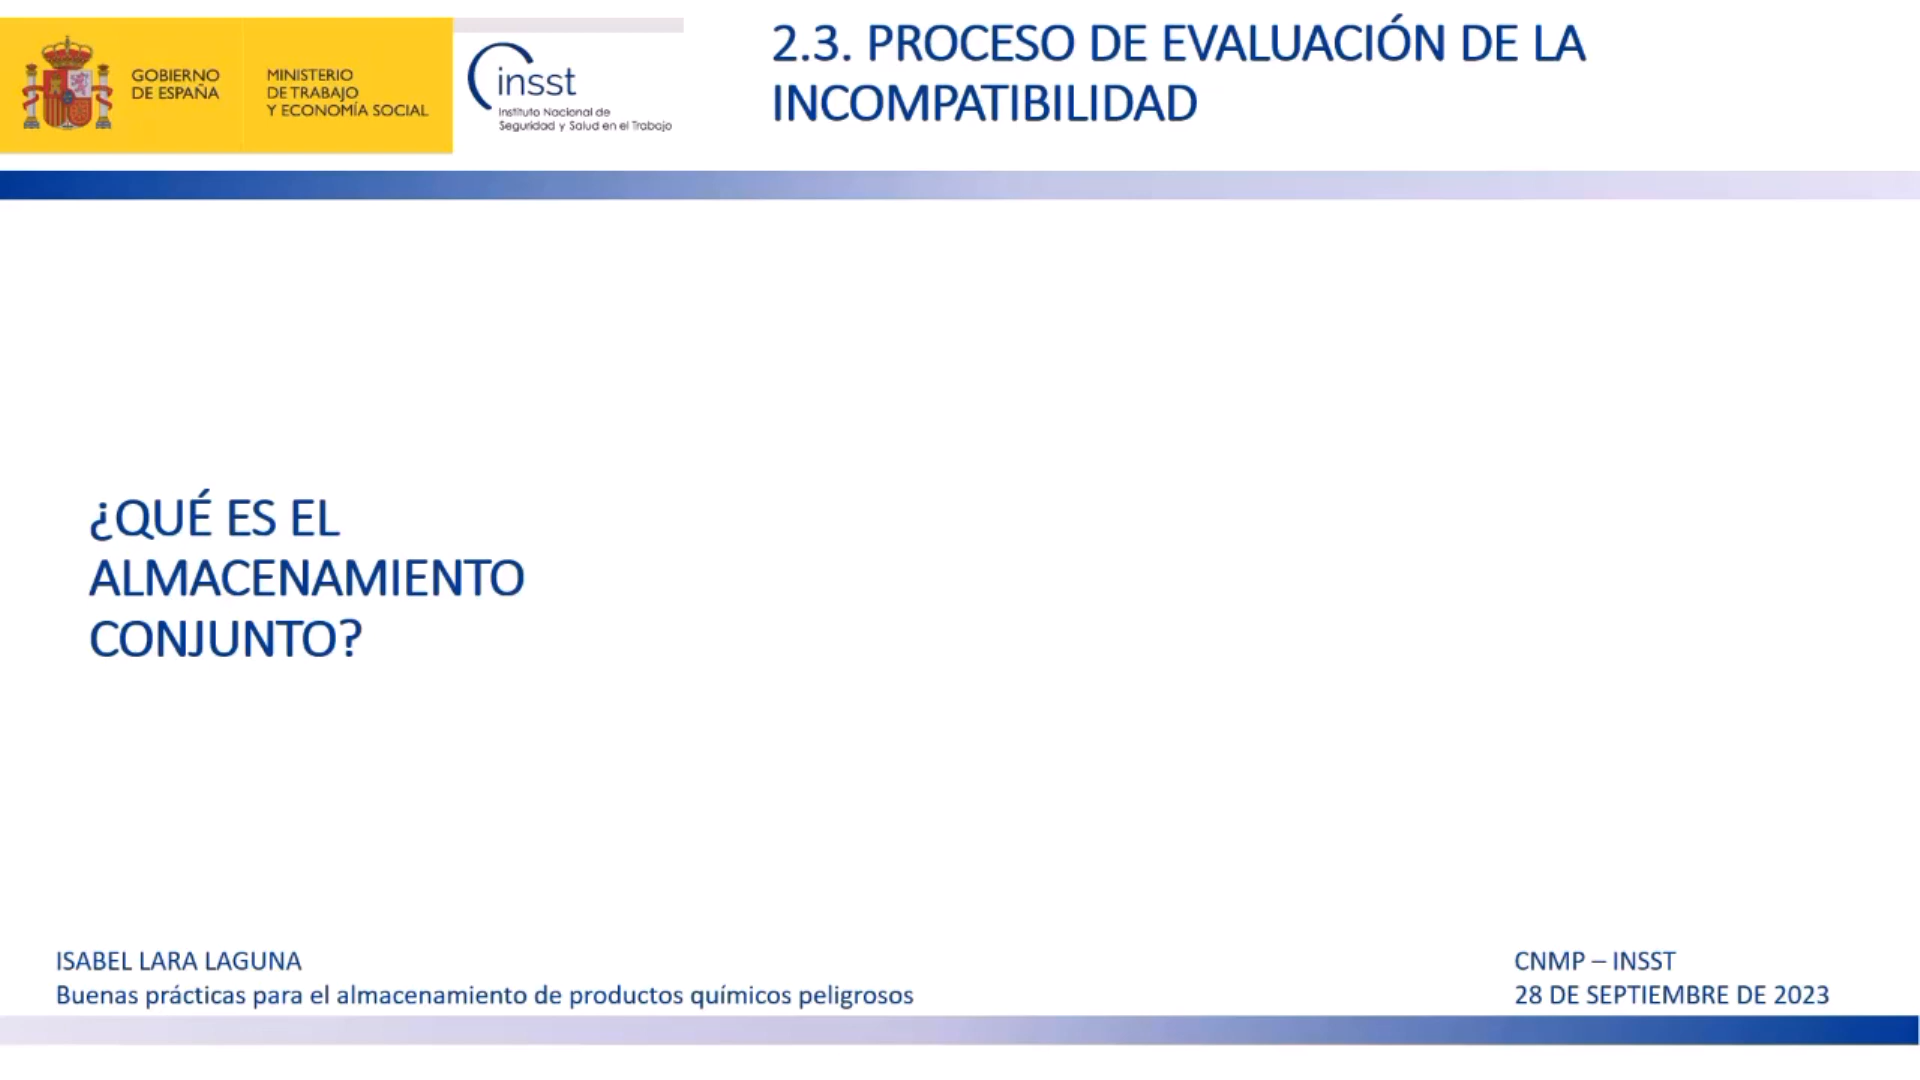 GOBIERNO
DE ESPAÑA
MINISTERIO
DE TRABAJO
Y ECONOMÍA SOCIAL
insst
Instituto Nacional de
Seguridad y Salud en el Trabajo
2.3. PROCESO DE EVALUACIÓN DE LA
INCOMPATIBILIDAD
¿QUÉ ES EL
ALMACENAMIENTO
CONJUNTO?
ISABEL LARA LAGUNA
Buenas prácticas para el almacenamiento de productos químicos peligrosos
CNMP – INSST
28 DE SEPTIEMBRE DE 2023